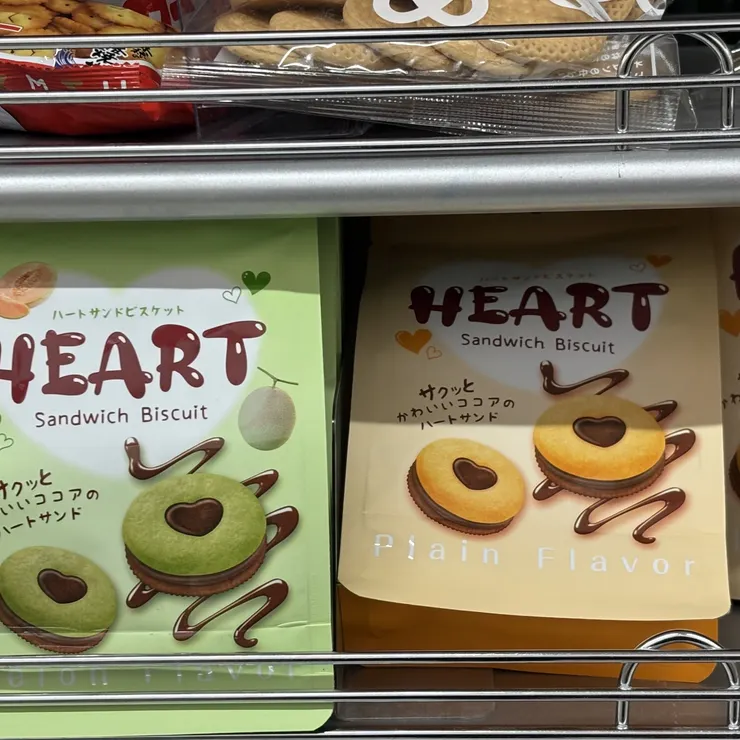 ハートサンドビスケット
HEART
Sandwich Biscuit
サクッと
いいココアの
ハートサンド
elon Flavor
ハートサンドビスケット
HEART
Sandwich Biscuit
サクッと
かわいいココアの
ハートサンド
Plain Flavor